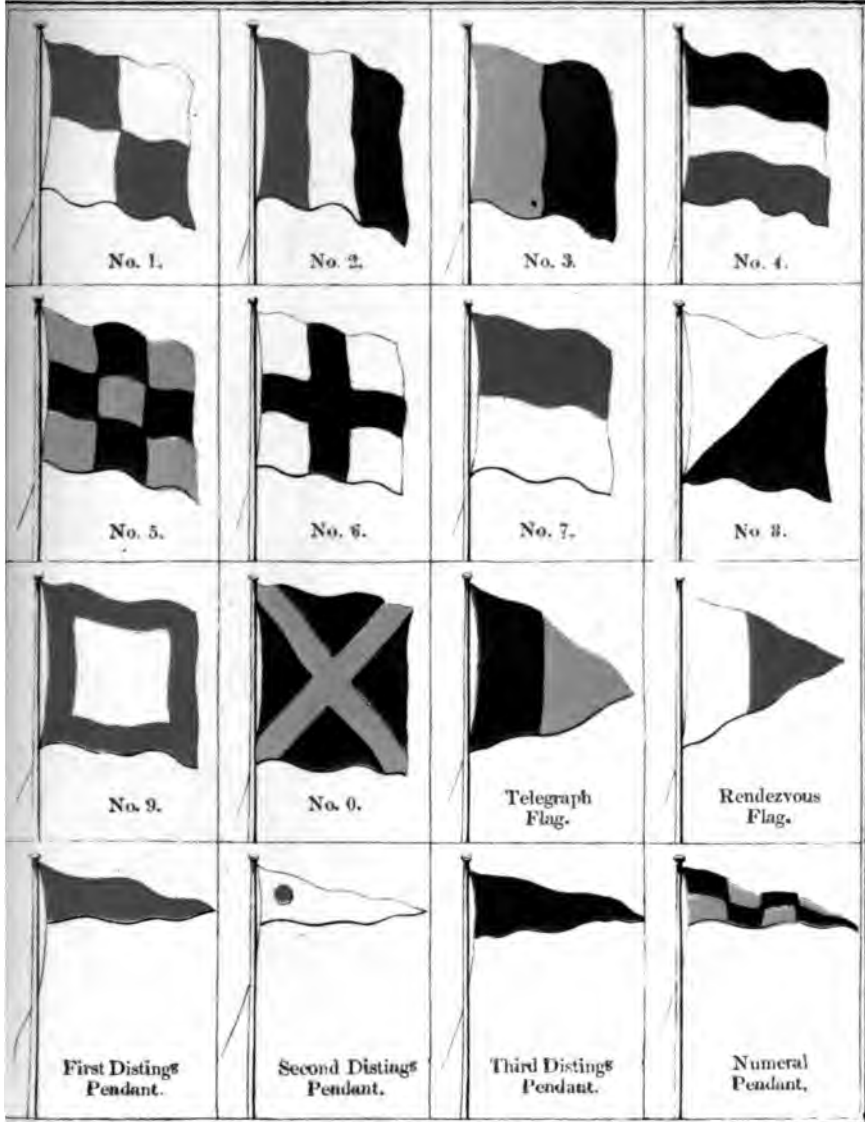 No. 1.
No. 2.
No. 3.
No. 4.
No. 5.
No. 6.
No. 7.
No. 8.
No. 9.
No. 0.
Telegraph
Flag.
Rendezvous
Flag.
First Disting⁠s
Pendant.
Second Distings
Pendant.
Third Distings
Pendant.
Numeral
Pendant.